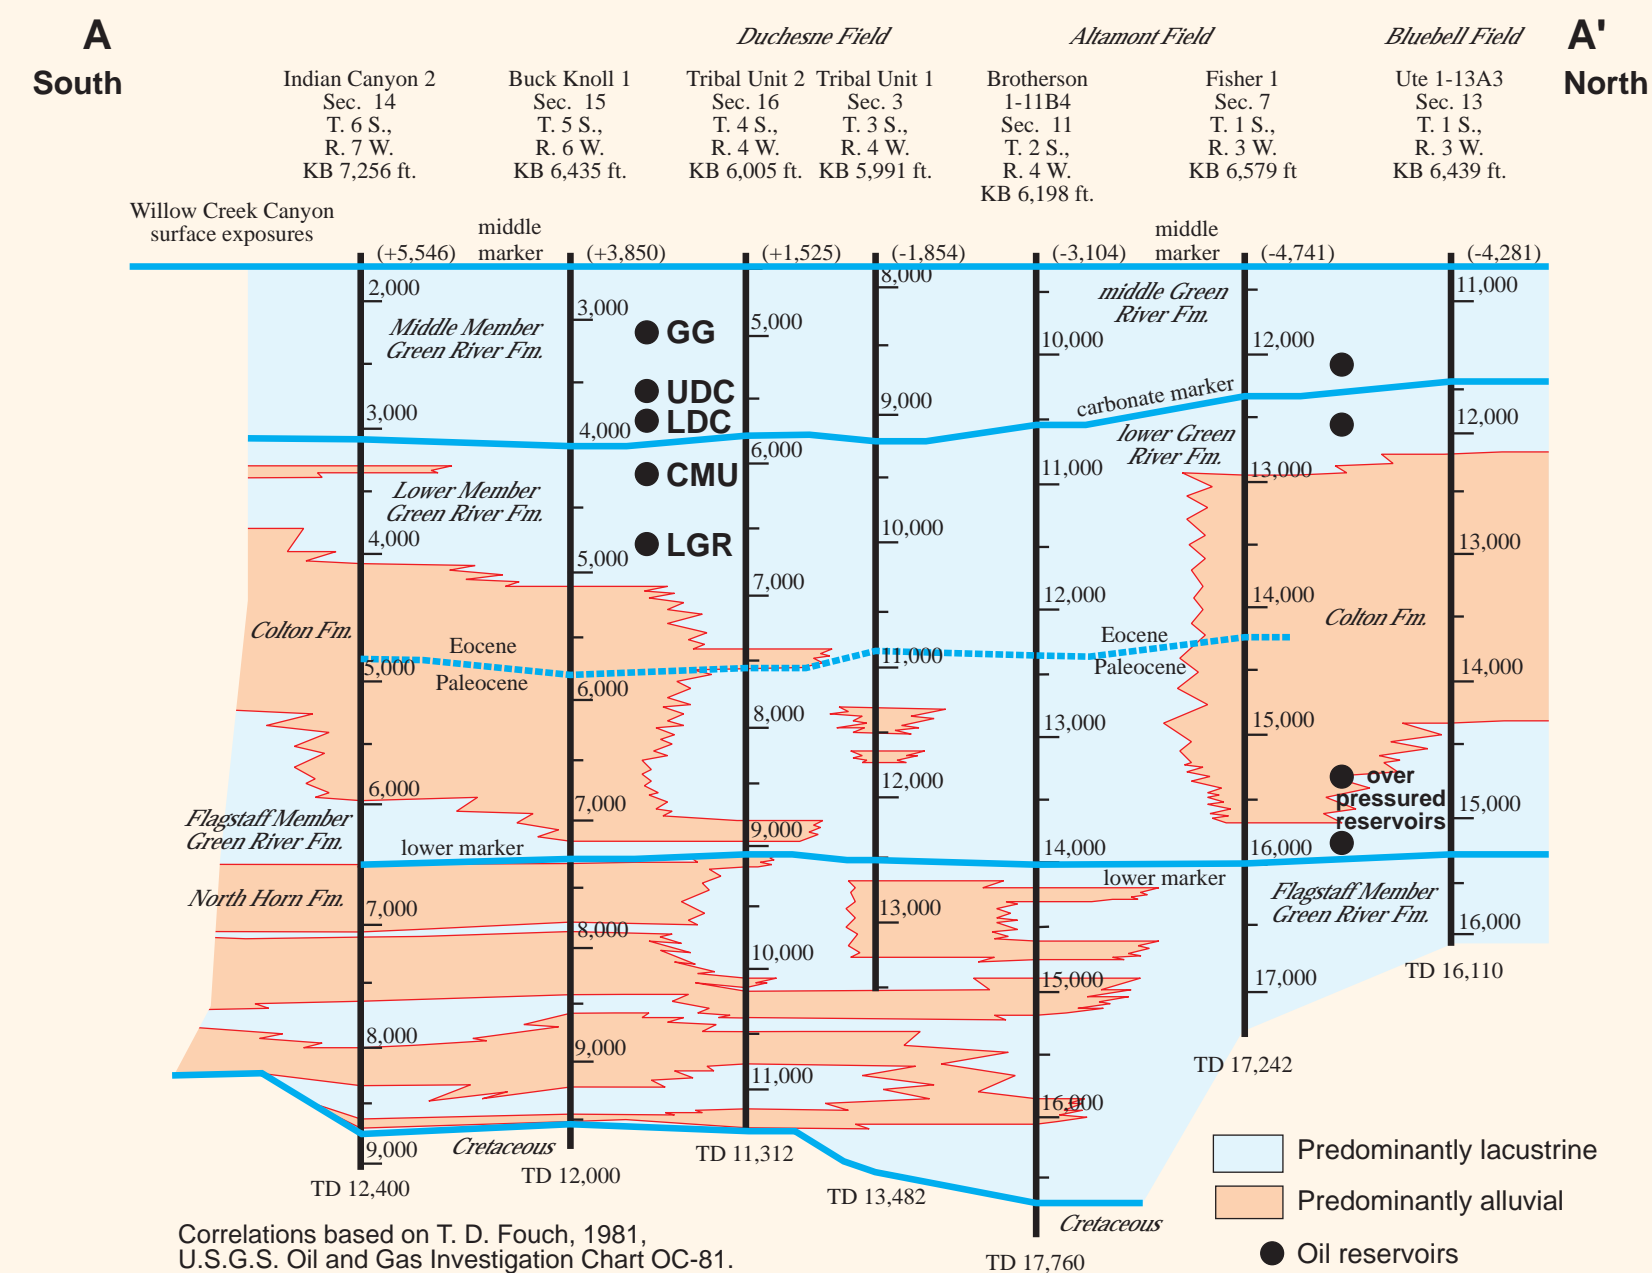 A
A'
South
North
Duchesne Field
Altamont Field
Bluebell Field
Indian Canyon 2
Sec. 14
T. 6 S.,
R. 7 W.
KB 7,256 ft.
Buck Knoll 1
Sec. 15
T. 5 S.,
R. 6 W.
KB 6,435 ft.
Tribal Unit 2
Sec. 16
T. 4 S.,
R. 4 W.
KB 6,005 ft.
Tribal Unit 1
Sec. 3
T. 3 S.,
R. 4 W.
KB 5,991 ft.
Brotherson
1-11B4
Sec. 11
T. 2 S.,
R. 4 W.
KB 6,198 ft.
Fisher 1
Sec. 7
T. 1 S.,
R. 3 W.
KB 6,579 ft
Ute 1-13A3
Sec. 13
T. 1 S.,
R. 3 W.
KB 6,439 ft.
Willow Creek Canyon
surface exposures
(+5,546)
middle
marker
(+3,850)
(+1,525)
(-1,854)
(-3,104)
middle
marker
(-4,741)
(-4,281)
2,000
3,000
4,000
5,000
6,000
7,000
8,000
9,000
TD 12,400
3,000
4,000
5,000
6,000
7,000
8,000
9,000
TD 12,000
5,000
6,000
7,000
8,000
9,000
10,000
11,000
TD 11,312
8,000
9,000
10,000
11,000
12,000
13,000
TD 13,482
10,000
11,000
12,000
13,000
14,000
15,000
16,000
TD 17,760
12,000
13,000
14,000
15,000
16,000
17,000
TD 17,242
11,000
12,000
13,000
14,000
15,000
16,000
TD 16,110
Middle Member
Green River Fm.
GG
UDC
LDC
CMU
LGR
middle Green
River Fm.
carbonate marker
lower Green
River Fm.
Lower Member
Green River Fm.
Colton Fm.
Eocene
Paleocene
Eocene
Paleocene
Colton Fm.
over
pressured
reservoirs
Flagstaff Member
Green River Fm.
lower marker
lower marker
North Horn Fm.
Flagstaff Member
Green River Fm.
Cretaceous
Cretaceous
Predominantly lacustrine
Predominantly alluvial
Oil reservoirs
Correlations based on T. D. Fouch, 1981,
U.S.G.S. Oil and Gas Investigation Chart OC-81.